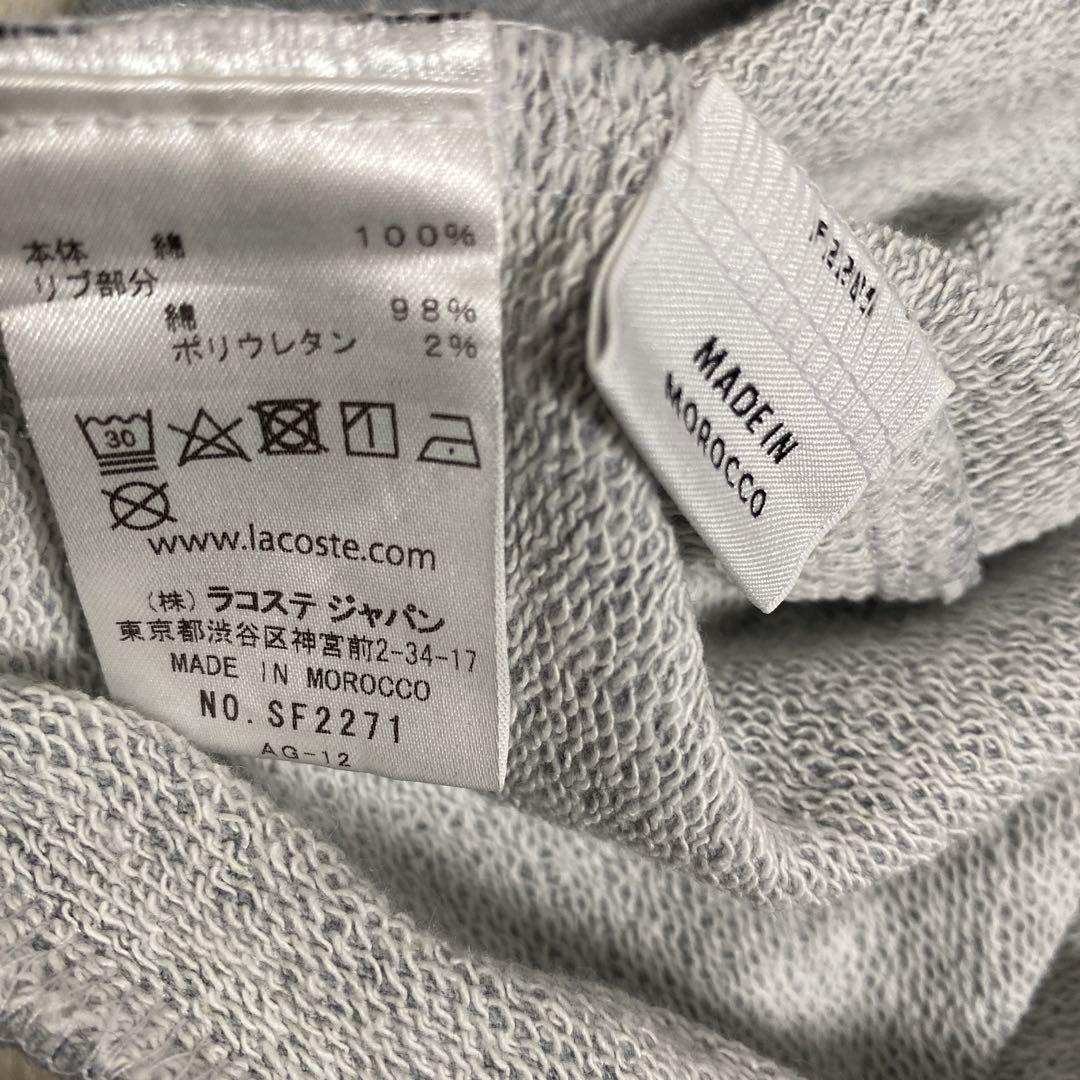 本体 綿 100%
リブ部分
綿 98%
ポリウレタン 2%
30
www.lacoste.com
(株) ラコステ ジャパン
東京都渋谷区神宮前2-34-17
MADE IN MOROCCO
NO. SF2271
AG-12
MADE IN
MOROCCO